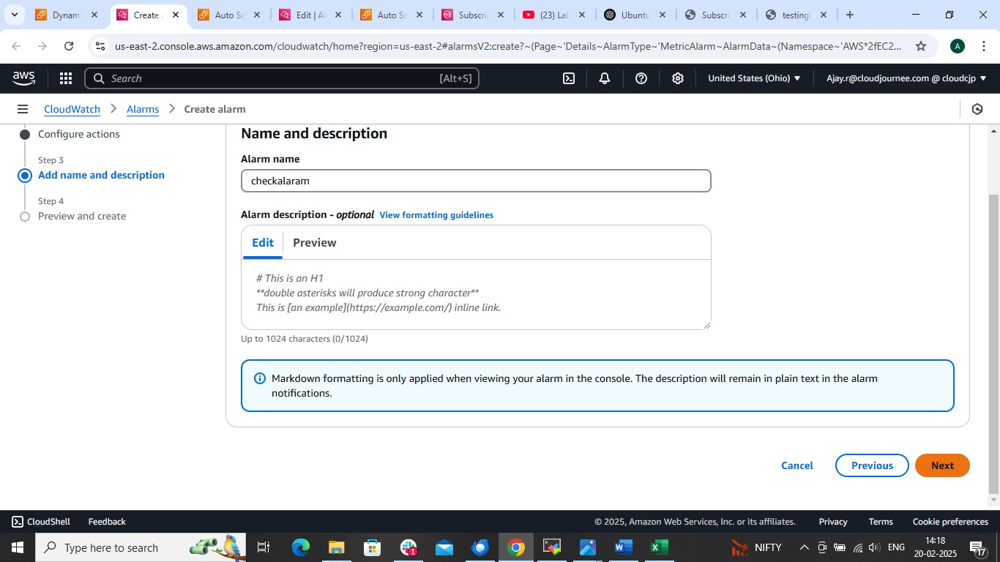 Dynam
Create a
Auto Sc
Edit | Al
Auto Sc
Subscri
(23) Lab
Ubuntu
Subscri
testingl
us-east-2.console.aws.amazon.com/cloudwatch/home?region=us-east-2#alarmsV2:create?~(Page~'Details~AlarmType~'MetricAlarm~AlarmData~(Namespace~'AWS*2fEC2...
A
aws
Search
[Alt+S]
United States (Ohio)
Ajay.r@cloudjournee.com @ cloudcjp
CloudWatch
Alarms
Create alarm
Configure actions
Step 3
Add name and description
Step 4
Preview and create
Name and description
Alarm name
checkalaram
Alarm description - optional View formatting guidelines
Edit
Preview
# This is an H1
**double asterisks will produce strong character**
This is [an example](https://example.com/) inline link.
Up to 1024 characters (0/1024)
Markdown formatting is only applied when viewing your alarm in the console. The description will remain in plain text in the alarm
notifications.
Cancel
Previous
Next
CloudShell
Feedback
© 2025, Amazon Web Services, Inc. or its affiliates.
Privacy
Terms
Cookie preferences
Type here to search
1
NIFTY
ENG
14:18
20-02-2025
17